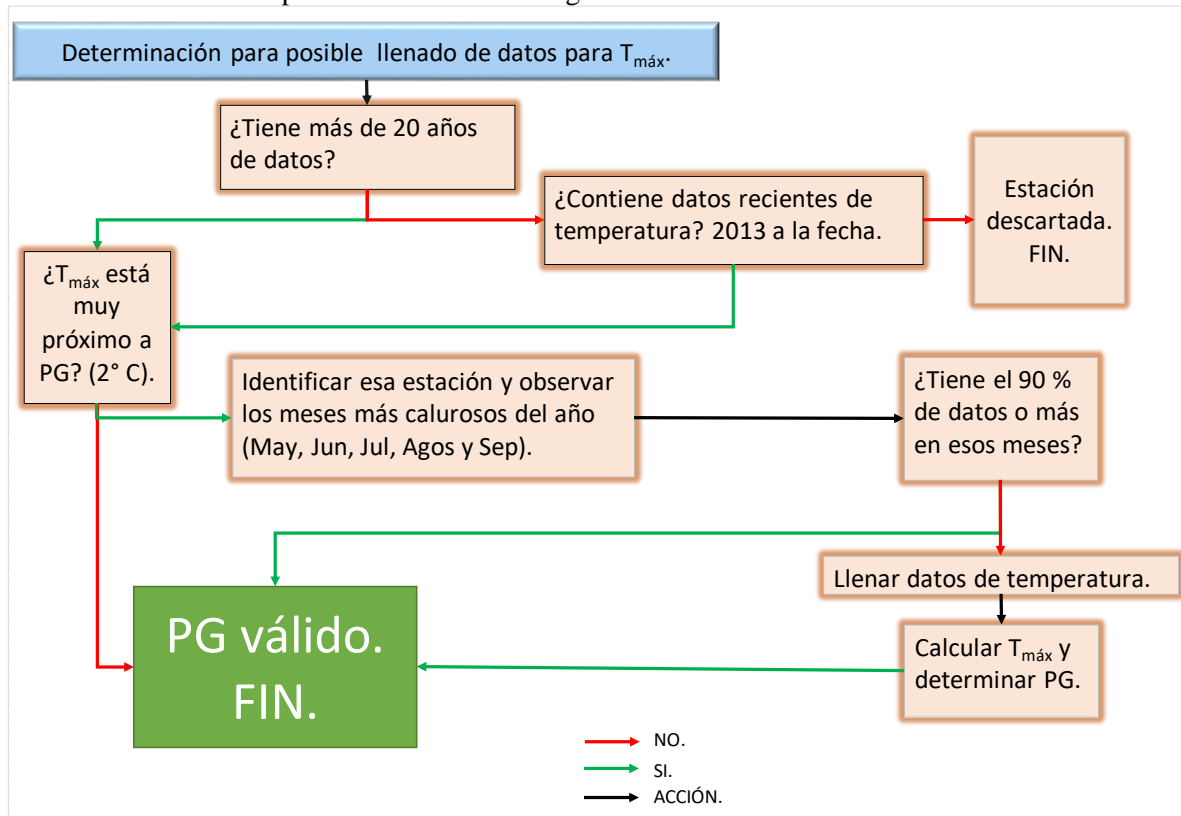 Determinación para posible llenado de datos para Tmáx.
¿Tiene más de 20 años
de datos?
¿Contiene datos recientes de
temperatura? 2013 a la fecha.
Estación
descartada.
FIN.
¿Tmáx está
muy
próximo a
PG? (2° C).
Identificar esa estación y observar
los meses más calurosos del año
(May, Jun, Jul, Agos y Sep).
¿Tiene el 90 %
de datos o más
en esos meses?
Llenar datos de temperatura.
Calcular Tmáx y
determinar PG.
PG válido.
FIN.
NO.
SI.
ACCIÓN.